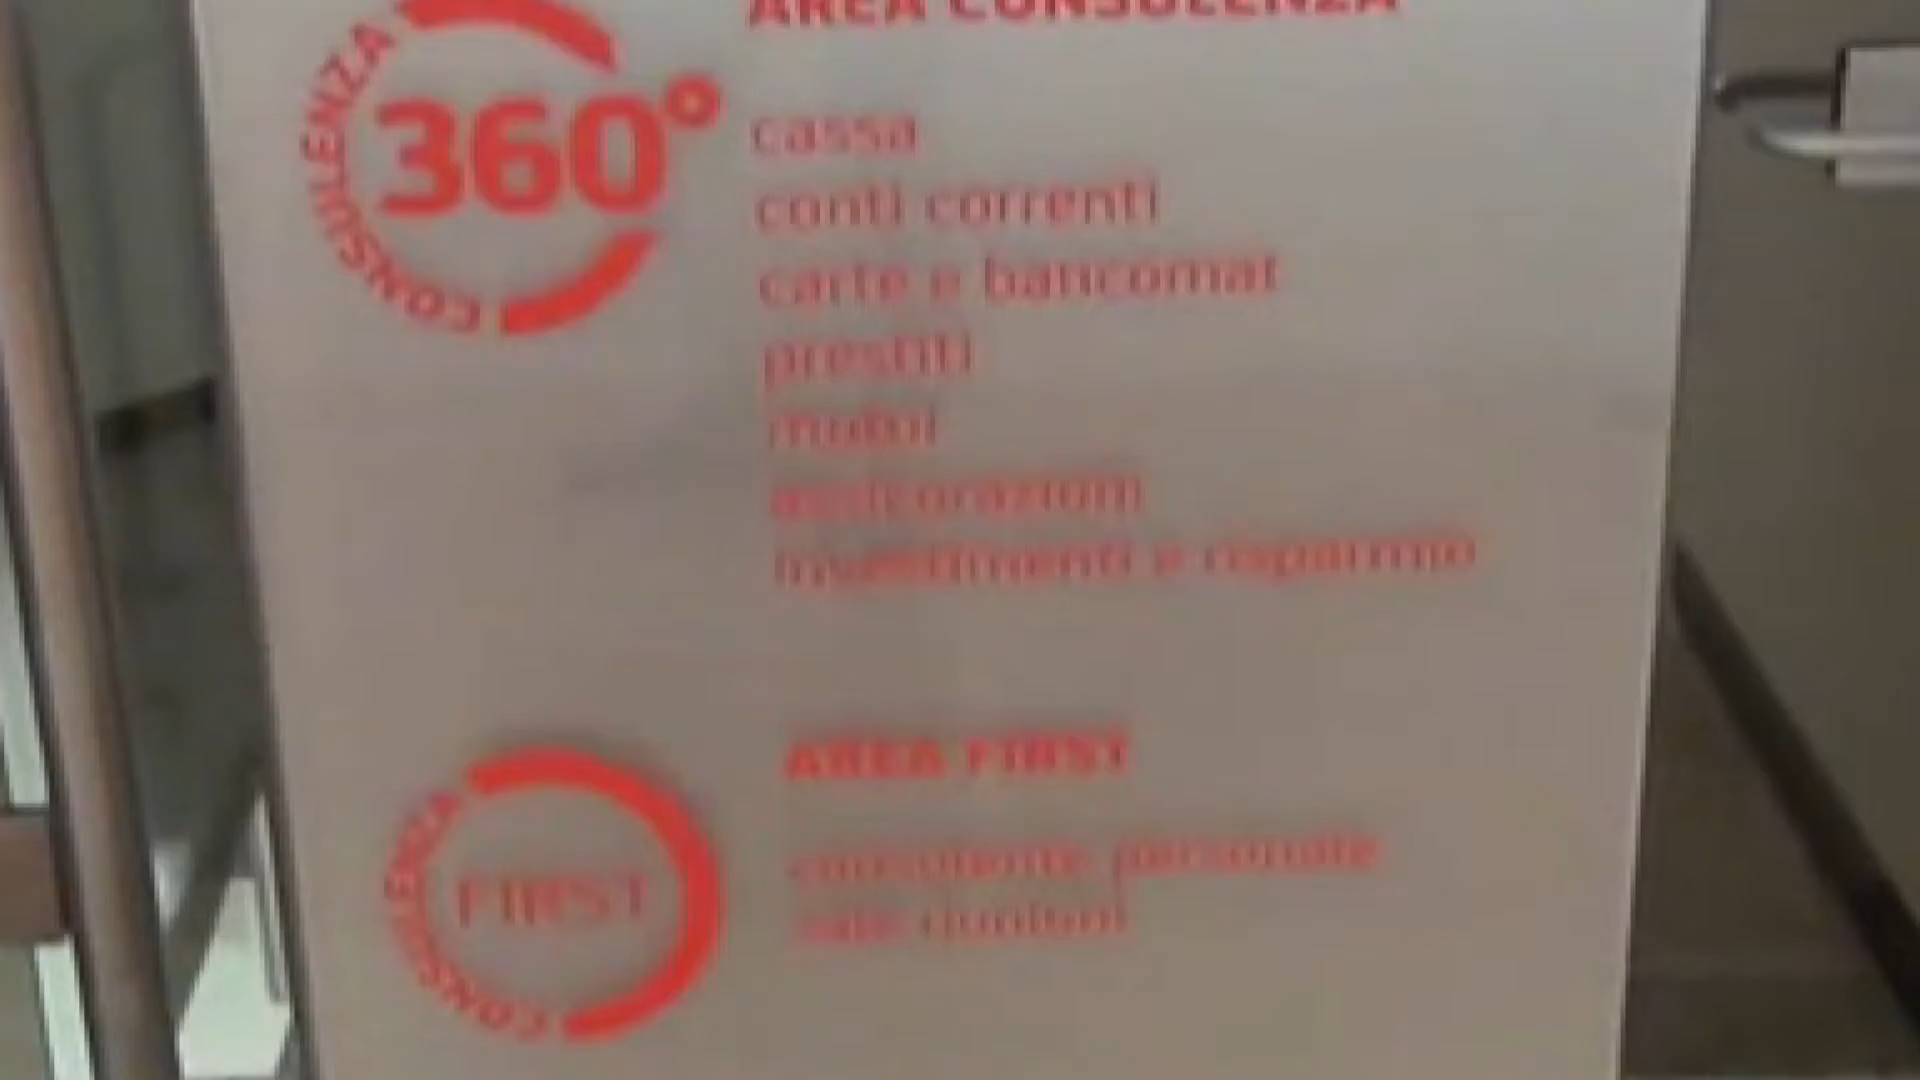 AREA CONSULENZA
CONSULENZA
360°
cassa
conti correnti
carte e bancomat
prestiti
mutui
assicurazioni
investimenti e risparmio
AREA FIRST
CONSULENZA
FIRST
consulente personale
sale riunioni